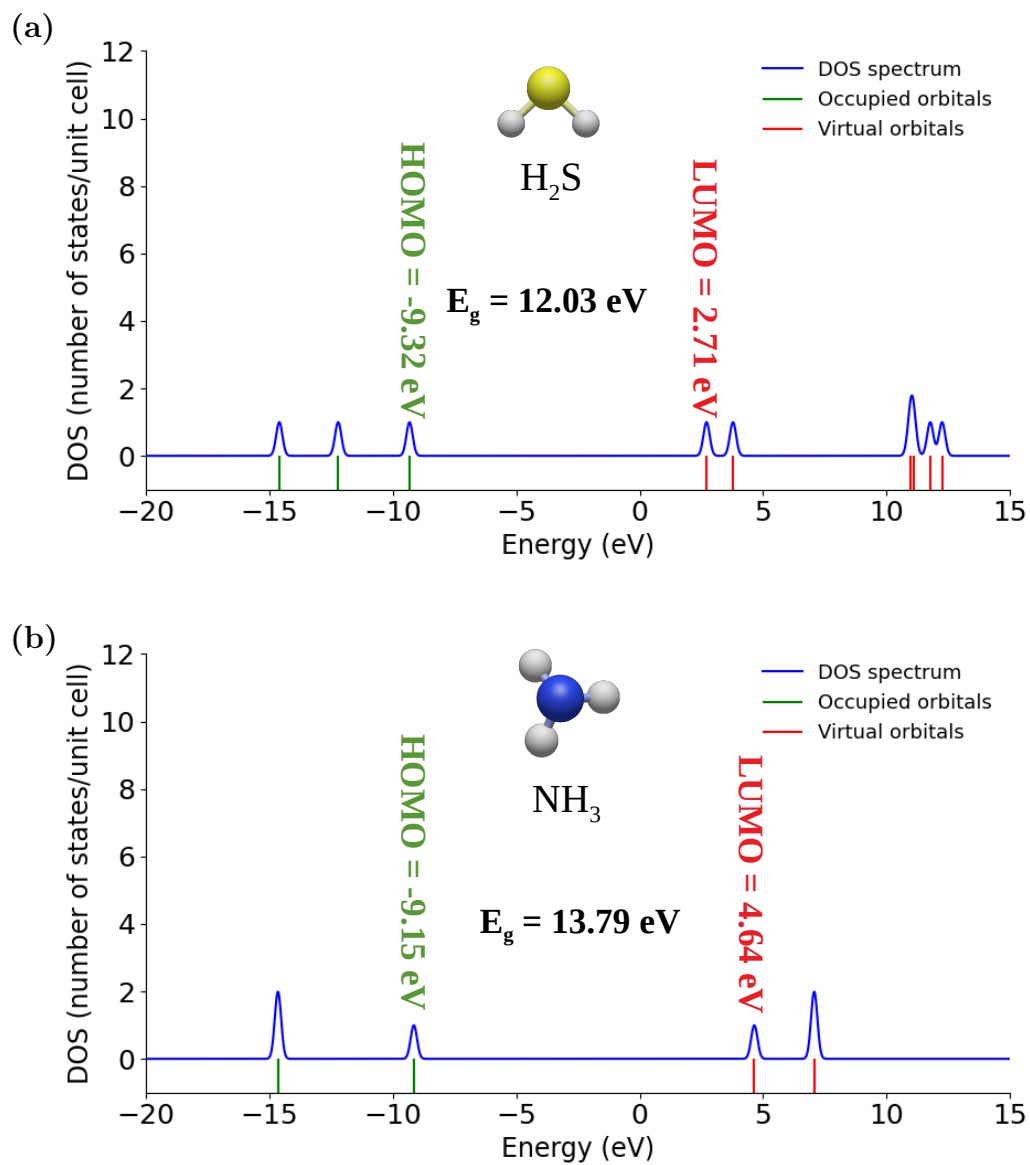 (a)
12
10
8
6
4
2
0
DOS (number of states/unit cell)
DOS spectrum
Occupied orbitals
Virtual orbitals
H₂S
HOMO = -9.32 eV
E_g = 12.03 eV
LUMO = 2.71 eV
−20 −15 −10 −5 0 5 10 15
Energy (eV)
(b)
12
10
8
6
4
2
0
DOS (number of states/unit cell)
DOS spectrum
Occupied orbitals
Virtual orbitals
NH₃
HOMO = -9.15 eV
E_g = 13.79 eV
LUMO = 4.64 eV
−20 −15 −10 −5 0 5 10 15
Energy (eV)